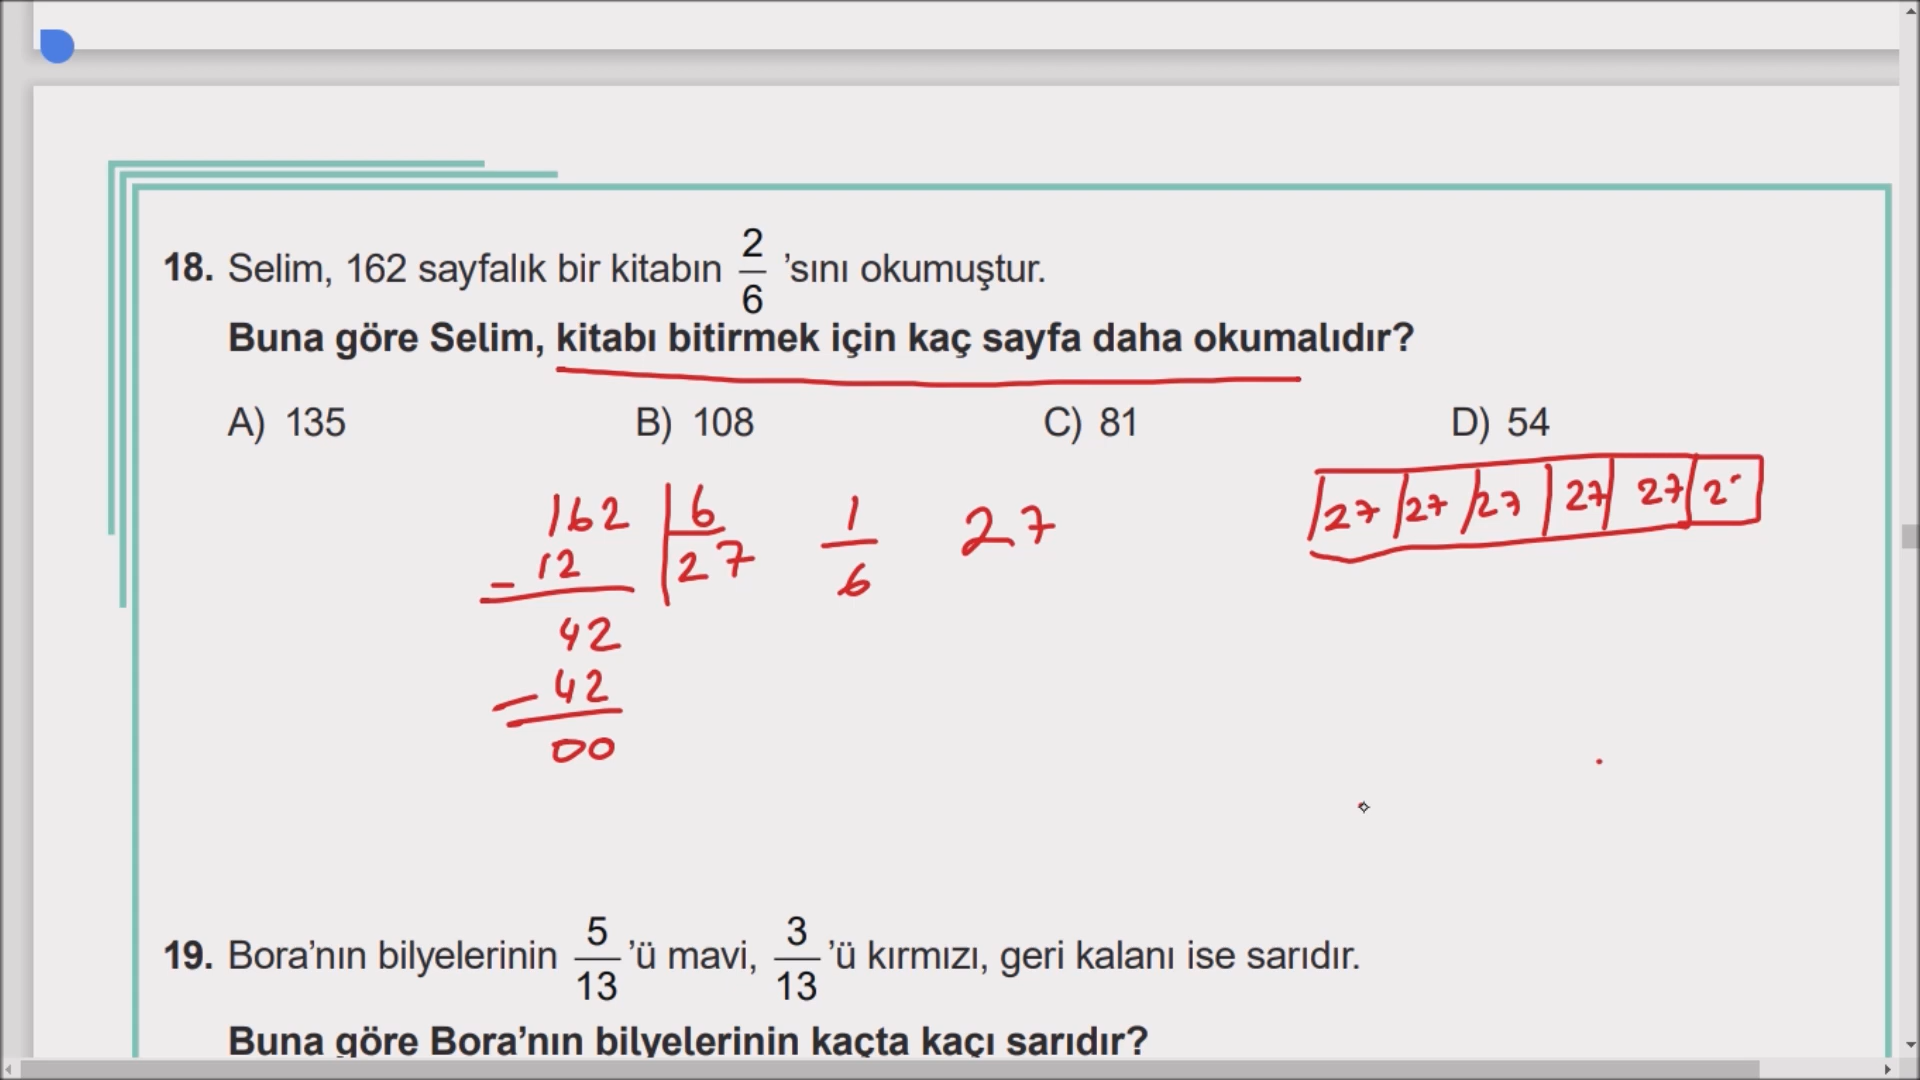 18. Selim, 162 sayfalık bir kitabın 2/6 ’sını okumuştur.
Buna göre Selim, kitabı bitirmek için kaç sayfa daha okumalıdır?
A) 135 B) 108 C) 81 D) 54
27 27 27 27 27 2
162 6 1/6 27
- 12 27
42
- 42
00
19. Bora’nın bilyelerinin 5/13 ’ü mavi, 3/13 ’ü kırmızı, geri kalanı ise sarıdır.
Buna göre Bora’nın bilyelerinin kaçta kaçı sarıdır?